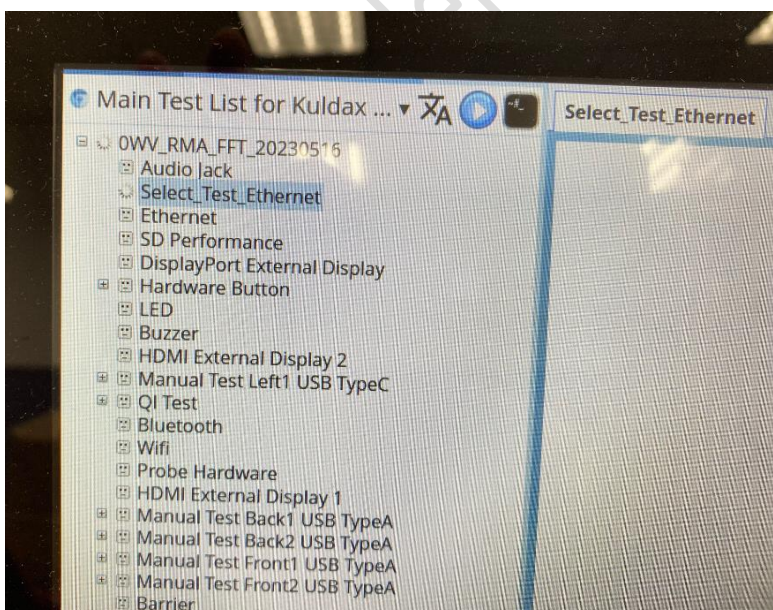 Main Test List for Kuldax ...
Select_Test_Ethernet
0WV_RMA_FFT_20230516
Audio Jack
Select_Test_Ethernet
Ethernet
SD Performance
DisplayPort External Display
Hardware Button
LED
Buzzer
HDMI External Display 2
Manual Test Left1 USB TypeC
QI Test
Bluetooth
Wifi
Probe Hardware
HDMI External Display 1
Manual Test Back1 USB TypeA
Manual Test Back2 USB TypeA
Manual Test Front1 USB TypeA
Manual Test Front2 USB TypeA
Barrier